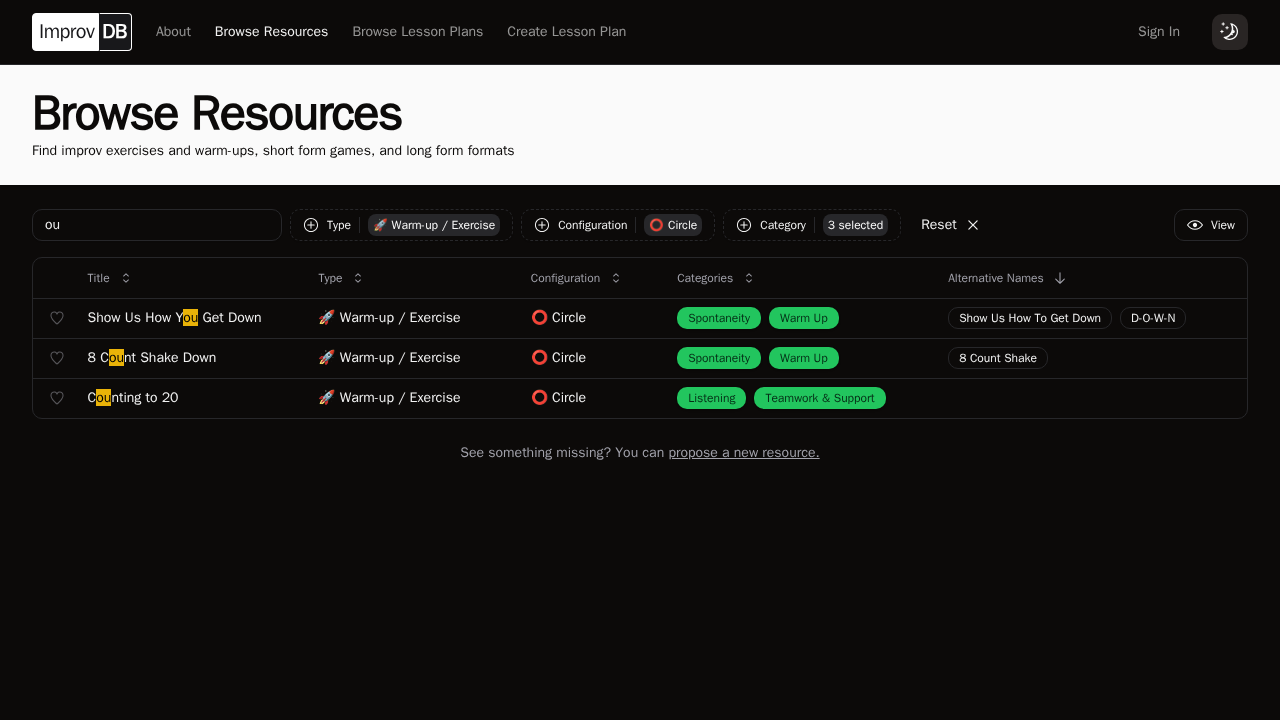 Improv DB About Browse Resources Browse Lesson Plans Create Lesson Plan Sign In
Browse Resources
Find improv exercises and warm-ups, short form games, and long form formats
ou Type 🚀 Warm-up / Exercise Configuration ⭕ Circle Category 3 selected Reset View
Title Type Configuration Categories Alternative Names
Show Us How You Get Down 🚀 Warm-up / Exercise ⭕ Circle Spontaneity Warm Up Show Us How To Get Down D-O-W-N
8 Count Shake Down 🚀 Warm-up / Exercise ⭕ Circle Spontaneity Warm Up 8 Count Shake
Counting to 20 🚀 Warm-up / Exercise ⭕ Circle Listening Teamwork & Support
See something missing? You can propose a new resource.